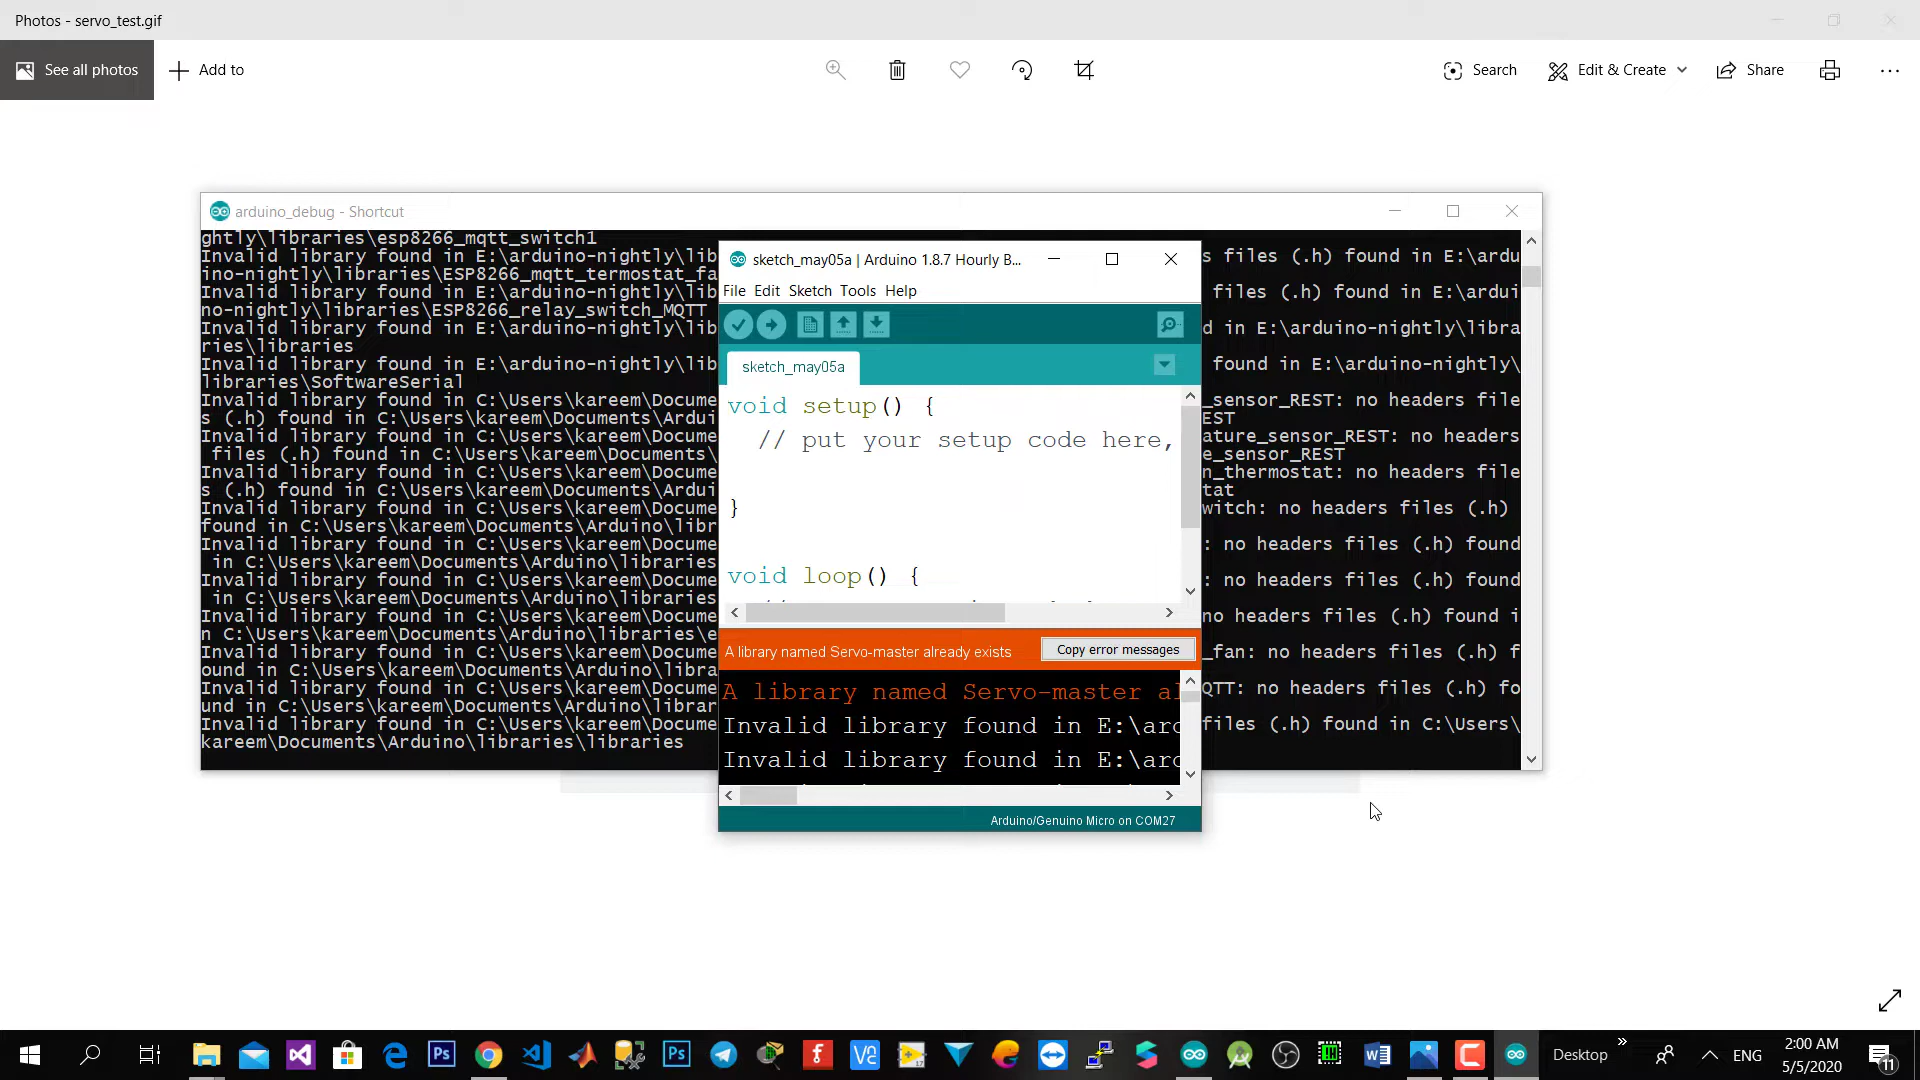 Photos - servo_test.gif
See all photos
Add to
Search
Edit & Create
Share
arduino_debug - Shortcut
ghtly\libraries\esp8266_mqtt_switch1
Invalid library found in E:\arduino-nightly\lib
s files (.h) found in E:\ardu
ino-nightly\libraries\ESP8266_mqtt_termostat_fa
Invalid library found in E:\arduino-nightly\lib
files (.h) found in E:\ardui
no-nightly\libraries\ESP8266_relay_switch_MQTT
Invalid library found in E:\arduino-nightly\lib
d in E:\arduino-nightly\libra
ries\libraries
Invalid library found in E:\arduino-nightly\lib
found in E:\arduino-nightly\
libraries\SoftwareSerial
Invalid library found in C:\Users\kareem\Docume
_sensor_REST: no headers file
s (.h) found in C:\Users\kareem\Documents\Ardui
EST
Invalid library found in C:\Users\kareem\Docume
ature_sensor_REST: no headers
files (.h) found in C:\Users\kareem\Documents\
e_sensor_REST
Invalid library found in C:\Users\kareem\Docume
n_thermostat: no headers file
s (.h) found in C:\Users\kareem\Documents\Ardui
tat
Invalid library found in C:\Users\kareem\Docume
witch: no headers files (.h)
found in C:\Users\kareem\Documents\Arduino\libr
Invalid library found in C:\Users\kareem\Docume
: no headers files (.h) found
in C:\Users\kareem\Documents\Arduino\libraries
Invalid library found in C:\Users\kareem\Docume
: no headers files (.h) found
in C:\Users\kareem\Documents\Arduino\libraries
Invalid library found in C:\Users\kareem\Docume
no headers files (.h) found i
n C:\Users\kareem\Documents\Arduino\libraries\e
Invalid library found in C:\Users\kareem\Docume
_fan: no headers files (.h) f
ound in C:\Users\kareem\Documents\Arduino\libra
Invalid library found in C:\Users\kareem\Docume
QTT: no headers files (.h) fo
und in C:\Users\kareem\Documents\Arduino\librar
Invalid library found in C:\Users\kareem\Docume
files (.h) found in C:\Users\
kareem\Documents\Arduino\libraries\libraries
sketch_may05a | Arduino 1.8.7 Hourly B...
File Edit Sketch Tools Help
sketch_may05a
void setup() {
// put your setup code here,
}
void loop() {
A library named Servo-master already exists
Copy error messages
A library named Servo-master al
Invalid library found in E:\ard
Invalid library found in E:\ard
Arduino/Genuino Micro on COM27
Desktop
ENG
2:00 AM
5/5/2020
11